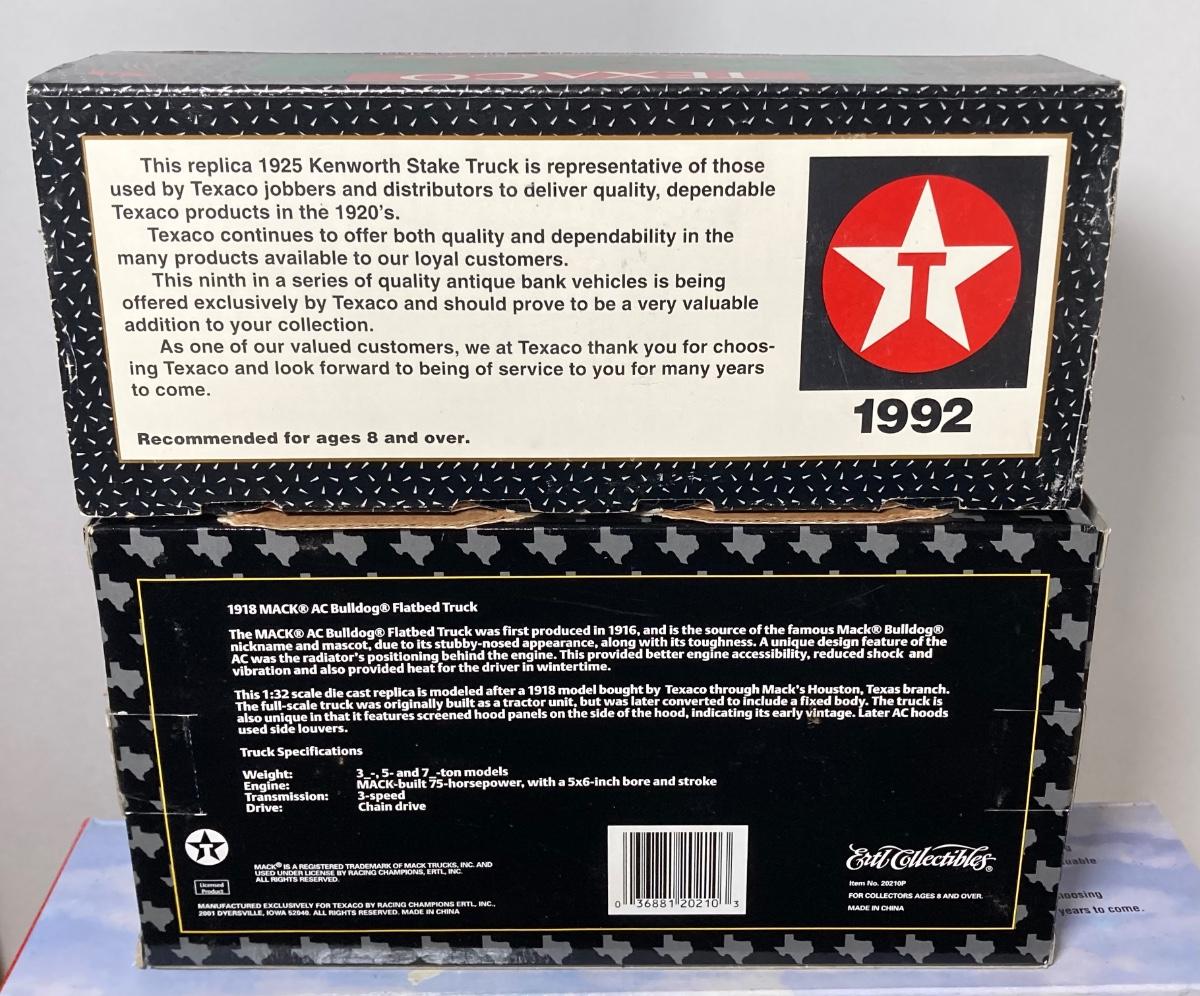 TEXACO
This replica 1925 Kenworth Stake Truck is representative of those
used by Texaco jobbers and distributors to deliver quality, dependable
Texaco products in the 1920's.
Texaco continues to offer both quality and dependability in the
many products available to our loyal customers.
This ninth in a series of quality antique bank vehicles is being
offered exclusively by Texaco and should prove to be a very valuable
addition to your collection.
As one of our valued customers, we at Texaco thank you for choos-
ing Texaco and look forward to being of service to you for many years
to come.
Recommended for ages 8 and over.
T
1992
1918 MACK® AC Bulldog® Flatbed Truck
The MACK® AC Bulldog® Flatbed Truck was first produced in 1916, and is the source of the famous Mack® Bulldog®
nickname and mascot, due to its stubby-nosed appearance, along with its toughness. A unique design feature of the
AC was the radiator's positioning behind the engine. This provided better engine accessibility, reduced shock and
vibration and also provided heat for the driver in wintertime.
This 1:32 scale die cast replica is modeled after a 1918 model bought by Texaco through Mack's Houston, Texas branch.
The full-scale truck was originally built as a tractor unit, but was later converted to include a fixed body. The truck is
also unique in that it features screened hood panels on the side of the hood, indicating its early vintage. Later AC hoods
used side louvers.
Truck Specifications
Weight: 3_-, 5- and 7_-ton models
Engine: MACK-built 75-horsepower, with a 5x6-inch bore and stroke
Transmission: 3-speed
Drive: Chain drive
T
Licensed
Product
MACK® IS A REGISTERED TRADEMARK OF MACK TRUCKS, INC. AND
USED UNDER LICENSE BY RACING CHAMPIONS, ERTL, INC.
ALL RIGHTS RESERVED.
MANUFACTURED EXCLUSIVELY FOR TEXACO BY RACING CHAMPIONS ERTL, INC.,
2001 DYERSVILLE, IOWA 52040. ALL RIGHTS RESERVED. MADE IN CHINA
0 36881 20210 3
Ertl Collectibles®
Item No. 20210P
FOR COLLECTORS AGES 8 AND OVER.
MADE IN CHINA
years to come.